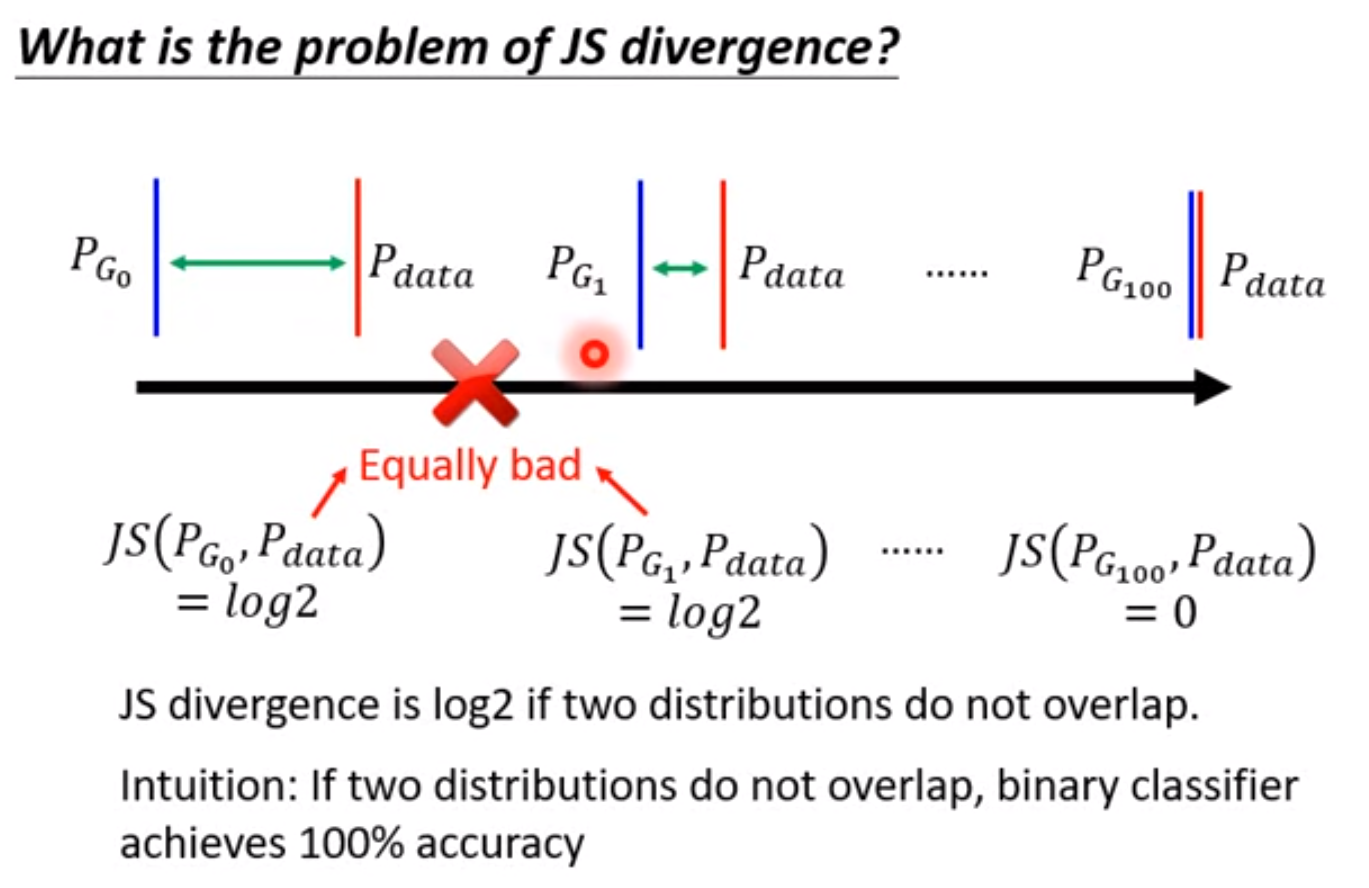 What is the problem of JS divergence?
P_{G_0} P_{data} P_{G_1} P_{data} ...... P_{G_{100}} P_{data}
Equally bad
JS(P_{G_0}, P_{data}) JS(P_{G_1}, P_{data}) ...... JS(P_{G_{100}}, P_{data})
= log2 = log2 = 0
JS divergence is log2 if two distributions do not overlap.
Intuition: If two distributions do not overlap, binary classifier
achieves 100% accuracy